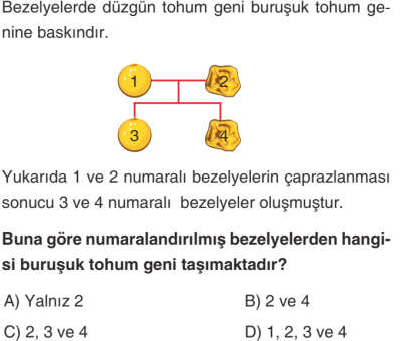 Bezelyelerde düzgün tohum geni buruşuk tohum ge-
nine baskındır.
1
2
3
4
Yukarıda 1 ve 2 numaralı bezelyelerin çaprazlanması
sonucu 3 ve 4 numaralı bezelyeler oluşmuştur.
Buna göre numaralandırılmış bezelyelerden hangi-
si buruşuk tohum geni taşımaktadır?
A) Yalnız 2
B) 2 ve 4
C) 2, 3 ve 4
D) 1, 2, 3 ve 4